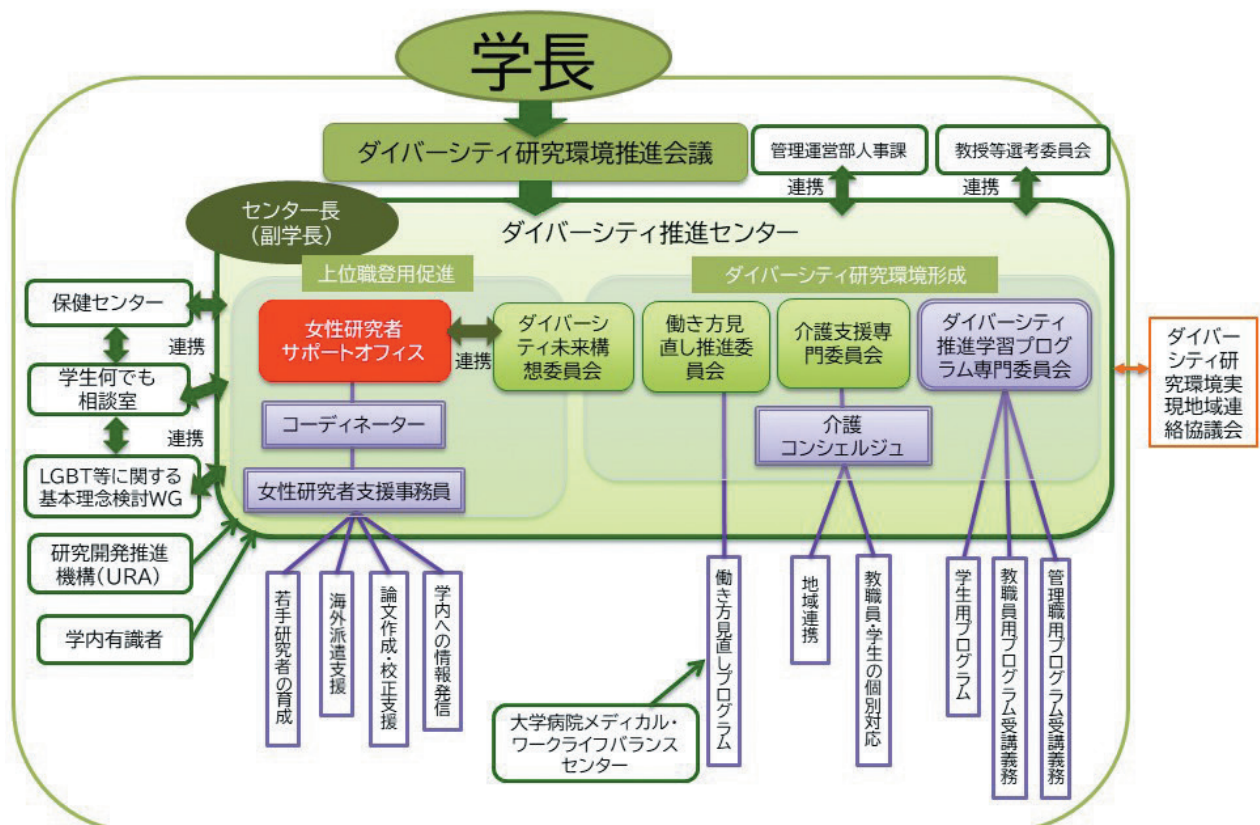 学長
ダイバーシティ研究環境推進会議
管理運営部人事課
教授等選考委員会
連携
連携
センター長
（副学長）
ダイバーシティ推進センター
上位職登用促進
ダイバーシティ研究環境形成
保健センター
連携
学生何でも
相談室
連携
LGBT等に関する
基本理念検討WG
研究開発推進
機構（URA）
学内有識者
女性研究者
サポートオフィス
連携
ダイバーシ
ティ未来構
想委員会
働き方見
直し推進委
員会
介護支援専
門委員会
ダイバーシティ
推進学習プログ
ラム専門委員会
ダイバー
シティ研
究環境実
現地域連
絡協議会
コーディネーター
介護
コンシェルジュ
女性研究者支援事務員
若手研究者の育成
海外派遣支援
論文作成・校正支援
学内への情報発信
働き方見直しプログラム
地域連携
教職員・学生の個別対応
学生用プログラム
教職員用プログラム受講義務
管理職用プログラム受講義務
大学病院メディカル・
ワークライフバランス
センター